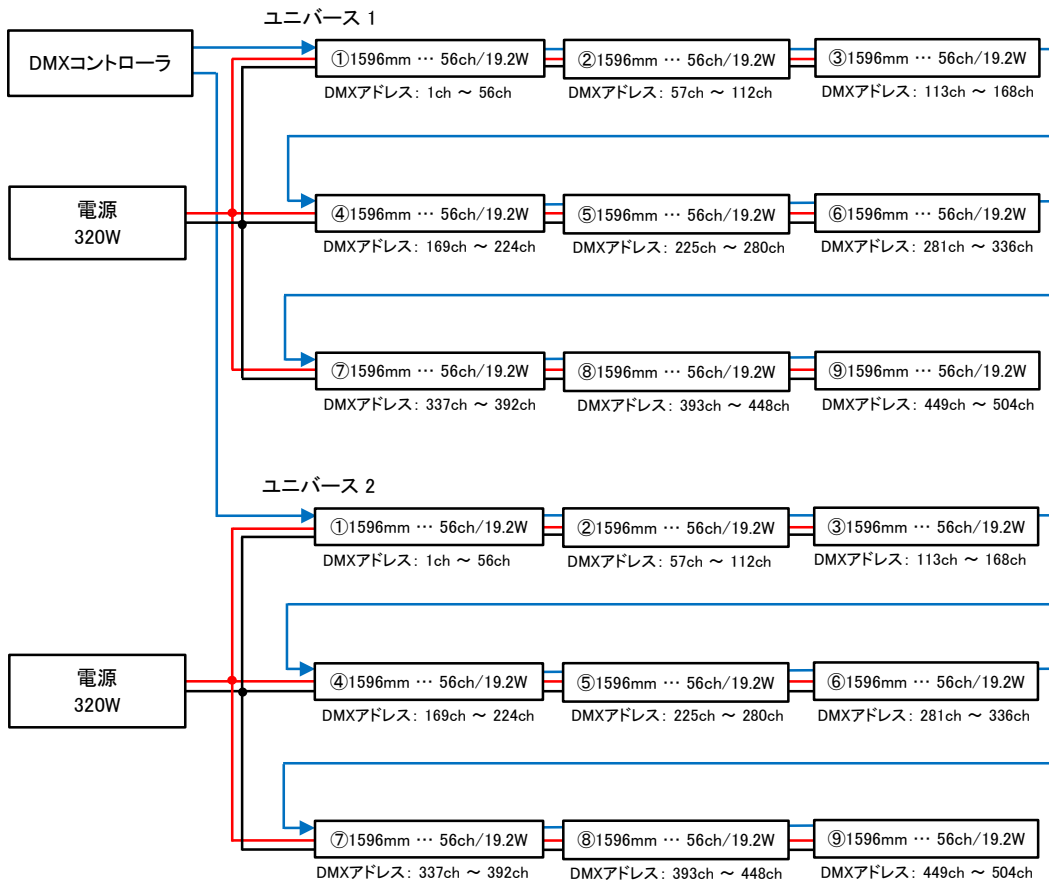 ユニバース 1
DMXコントローラ
①1596mm … 56ch/19.2W
②1596mm … 56ch/19.2W
③1596mm … 56ch/19.2W
DMXアドレス: 1ch ～ 56ch
DMXアドレス: 57ch ～ 112ch
DMXアドレス: 113ch ～ 168ch
電源
320W
④1596mm … 56ch/19.2W
⑤1596mm … 56ch/19.2W
⑥1596mm … 56ch/19.2W
DMXアドレス: 169ch ～ 224ch
DMXアドレス: 225ch ～ 280ch
DMXアドレス: 281ch ～ 336ch
⑦1596mm … 56ch/19.2W
⑧1596mm … 56ch/19.2W
⑨1596mm … 56ch/19.2W
DMXアドレス: 337ch ～ 392ch
DMXアドレス: 393ch ～ 448ch
DMXアドレス: 449ch ～ 504ch
ユニバース 2
①1596mm … 56ch/19.2W
②1596mm … 56ch/19.2W
③1596mm … 56ch/19.2W
DMXアドレス: 1ch ～ 56ch
DMXアドレス: 57ch ～ 112ch
DMXアドレス: 113ch ～ 168ch
電源
320W
④1596mm … 56ch/19.2W
⑤1596mm … 56ch/19.2W
⑥1596mm … 56ch/19.2W
DMXアドレス: 169ch ～ 224ch
DMXアドレス: 225ch ～ 280ch
DMXアドレス: 281ch ～ 336ch
⑦1596mm … 56ch/19.2W
⑧1596mm … 56ch/19.2W
⑨1596mm … 56ch/19.2W
DMXアドレス: 337ch ～ 392ch
DMXアドレス: 393ch ～ 448ch
DMXアドレス: 449ch ～ 504ch